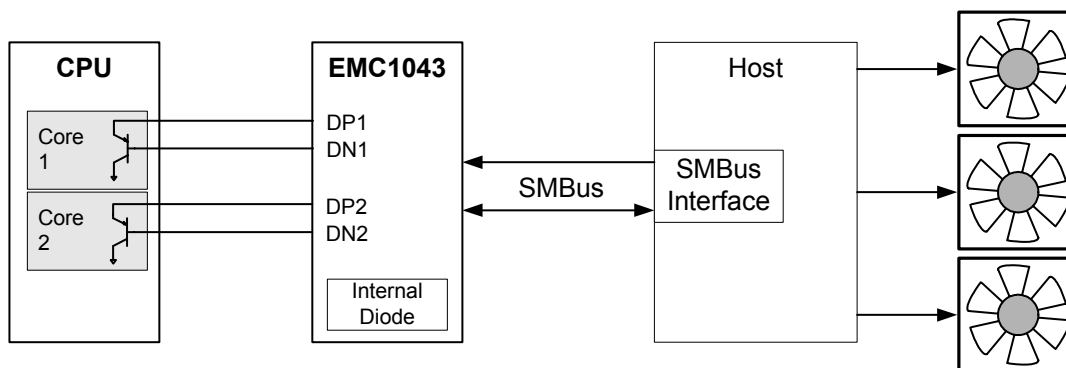 CPU
Core
1
Core
2
EMC1043
DP1
DN1
DP2
DN2
Internal
Diode
SMBus
Host
SMBus
Interface